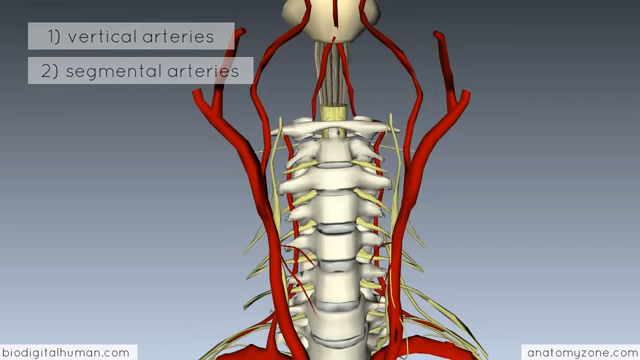 1) vertical arteries
2) segmental arteries
biodigitalhuman.com
anatomyzone.com